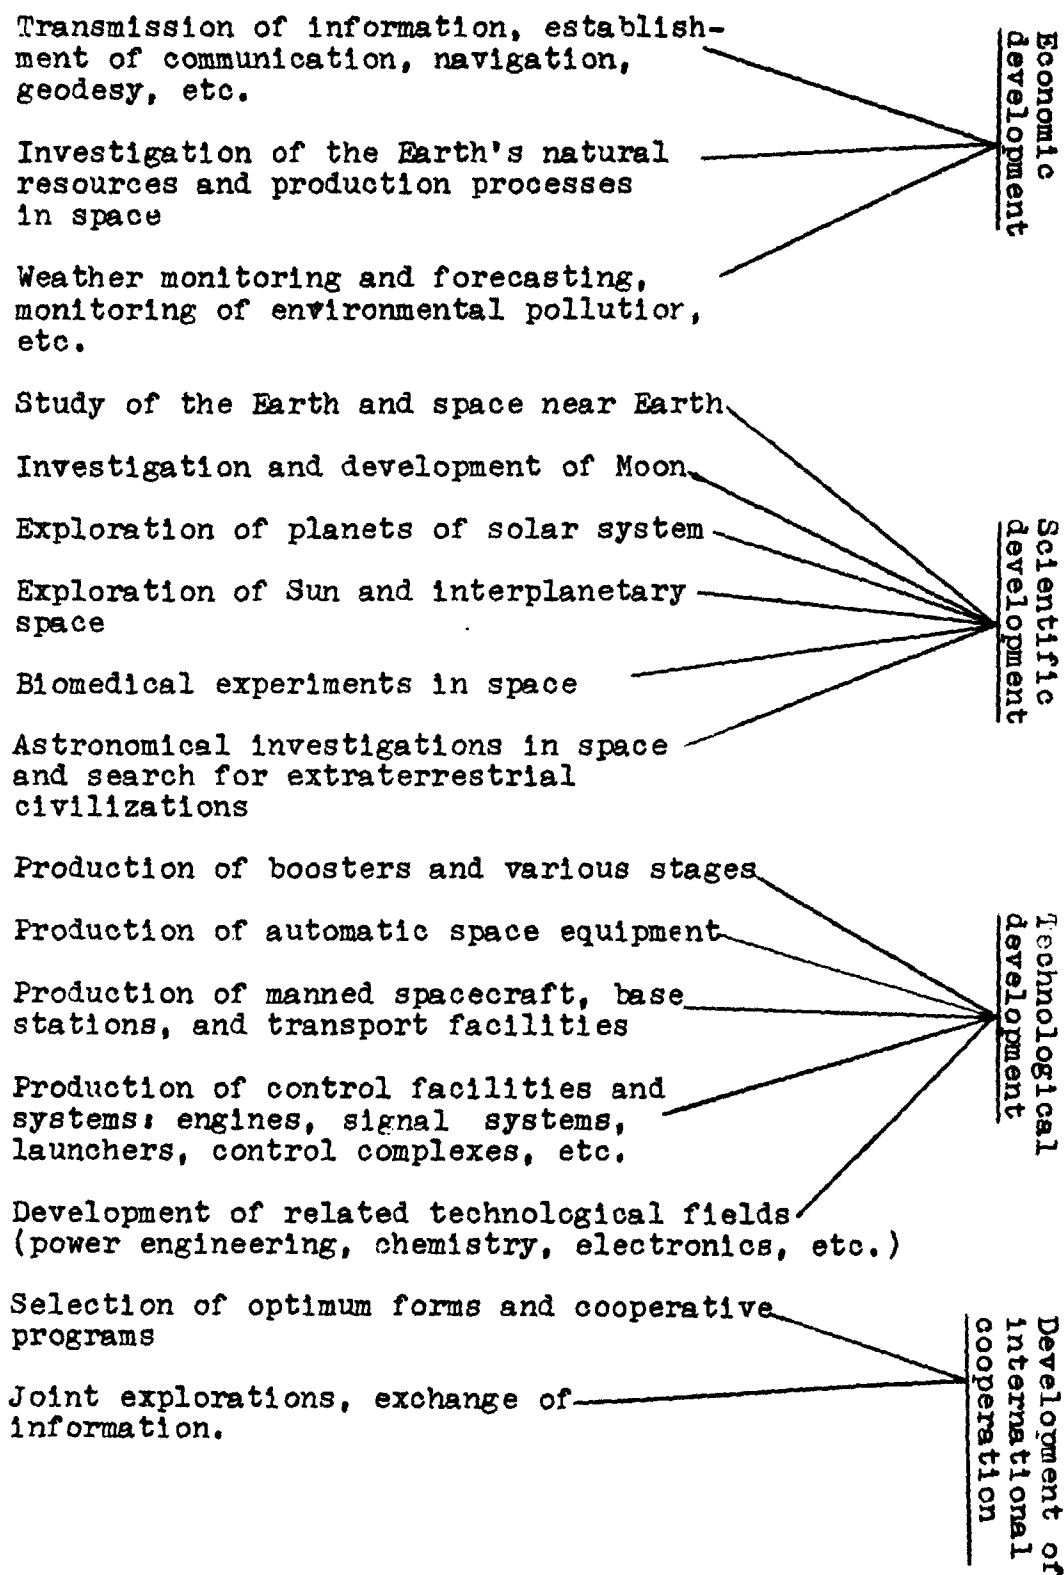 Transmission of information, establish-
ment of communication, navigation,
geodesy, etc.
Investigation of the Earth's natural
resources and production processes
in space
Weather monitoring and forecasting,
monitoring of environmental pollution,
etc.
Economic
development
Study of the Earth and space near Earth
Investigation and development of Moon
Exploration of planets of solar system
Exploration of Sun and interplanetary
space
Biomedical experiments in space
Astronomical investigations in space
and search for extraterrestrial
civilizations
Scientific
development
Production of boosters and various stages
Production of automatic space equipment
Production of manned spacecraft, base
stations, and transport facilities
Production of control facilities and
systems: engines, signal systems,
launchers, control complexes, etc.
Development of related technological fields
(power engineering, chemistry, electronics, etc.)
Technological
development
Selection of optimum forms and cooperative
programs
Joint explorations, exchange of
information.
Development of
international
cooperation